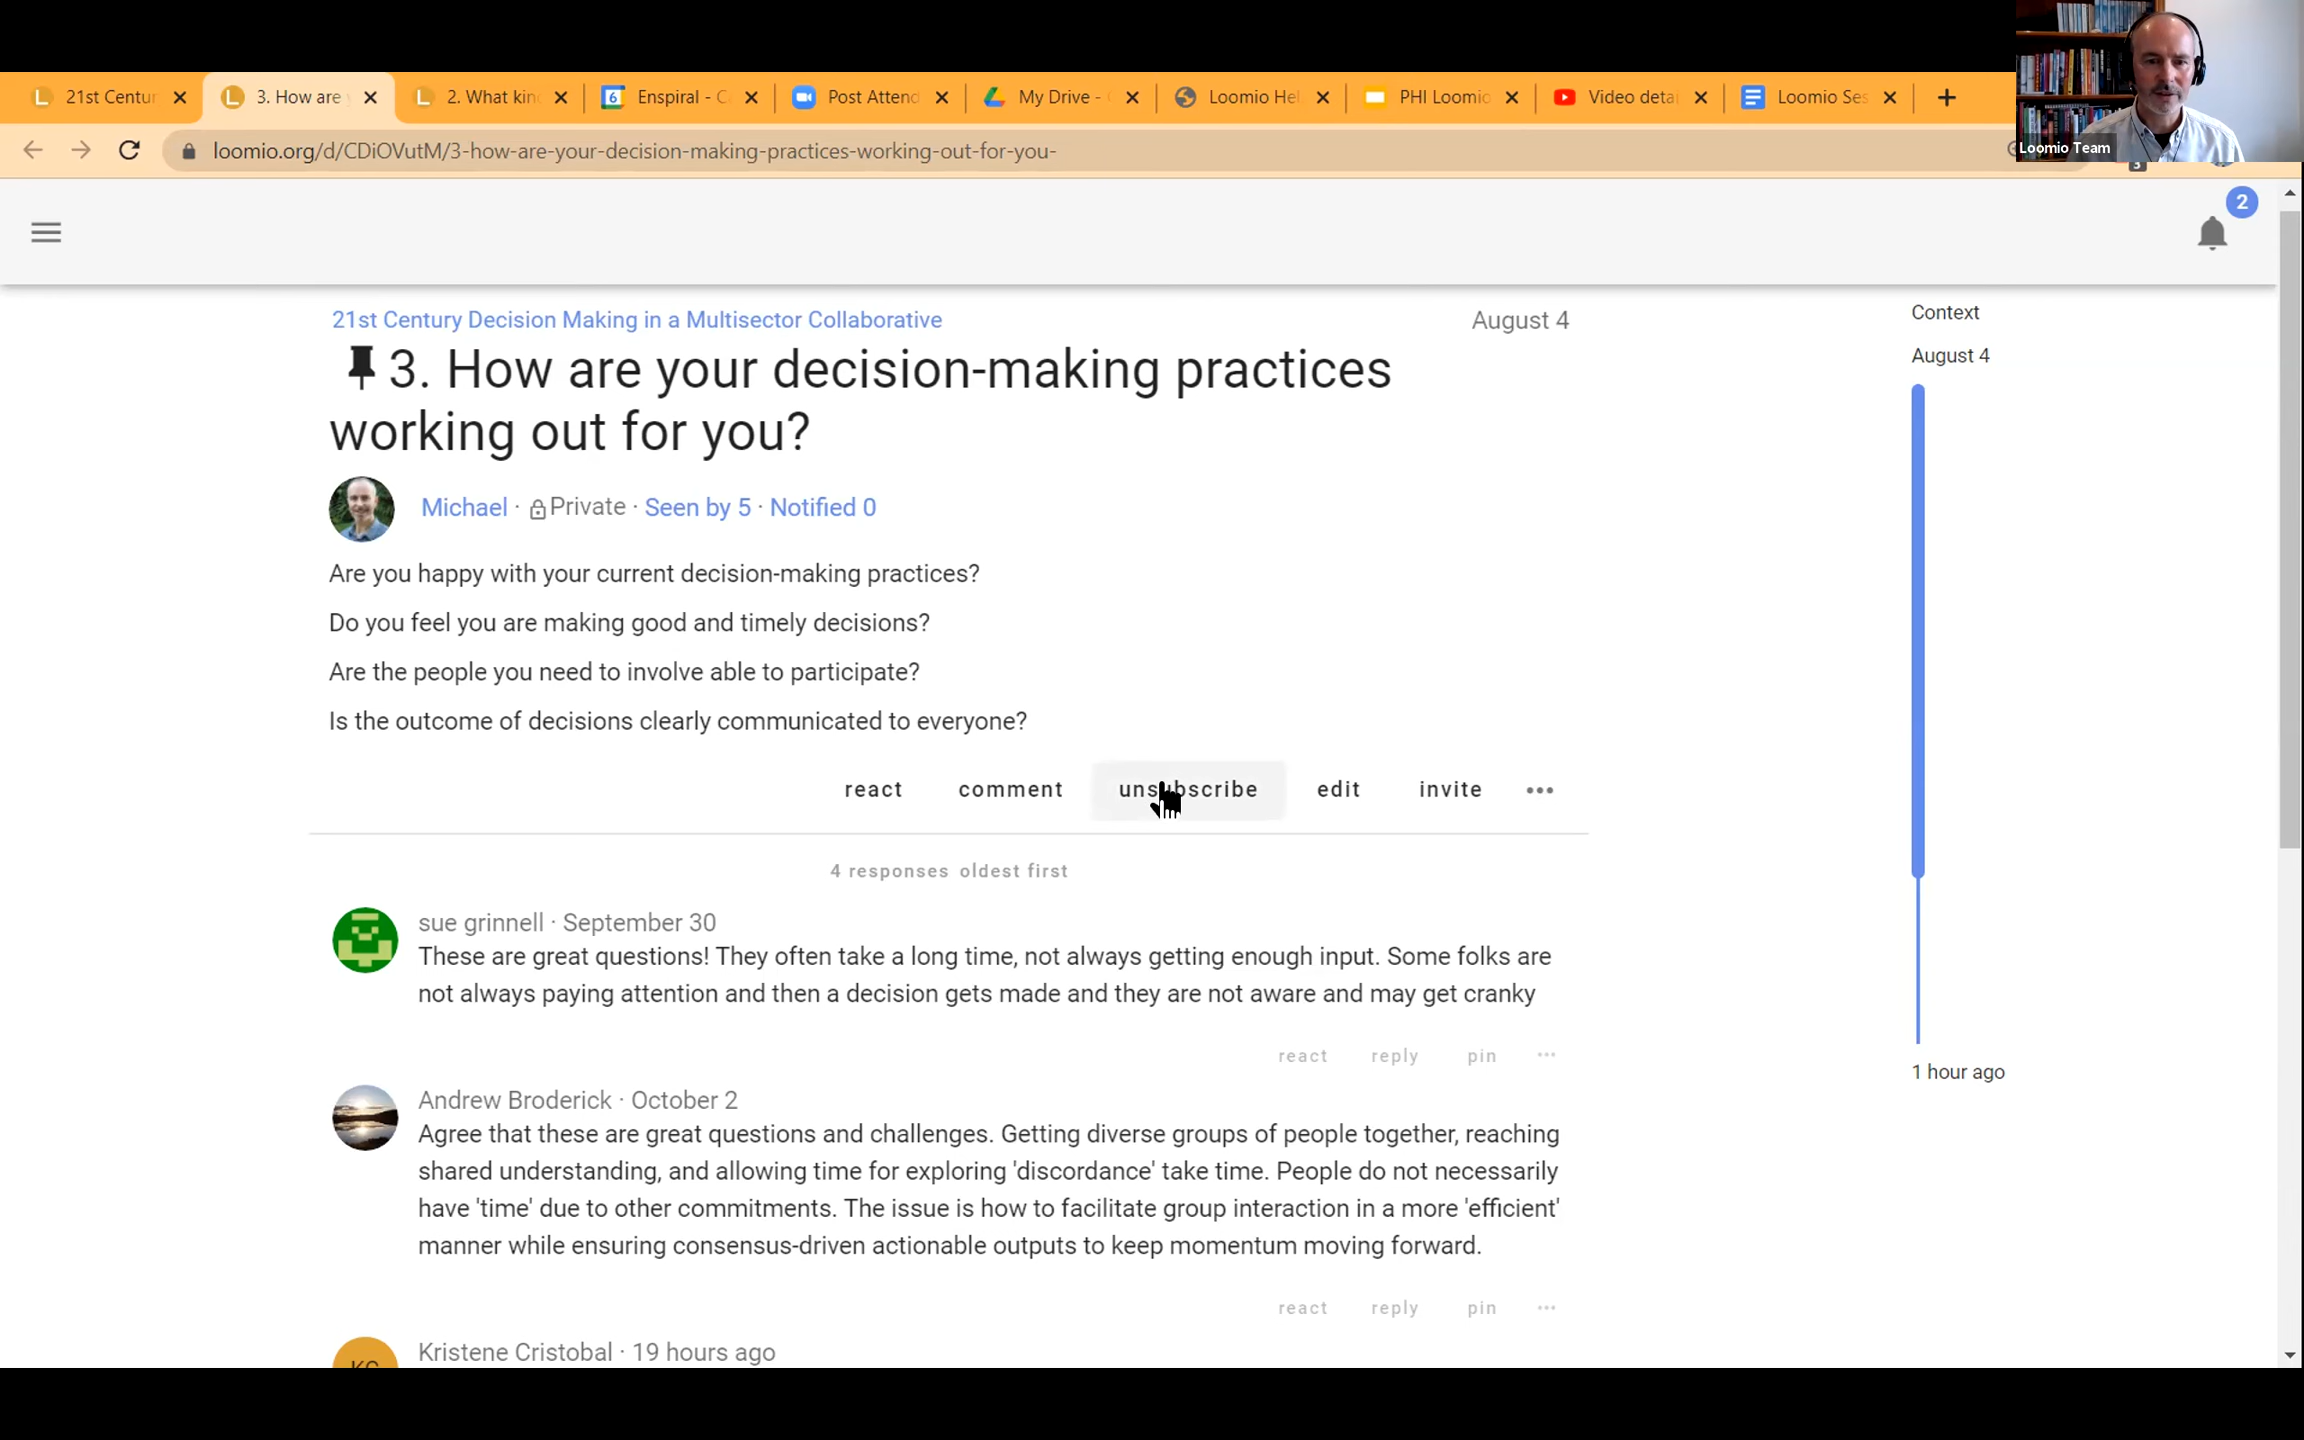 Loomio Team
21st Centur
3. How are
2. What kin
6
Enspiral - C
Post Attend
My Drive -
Loomio Hel
PHI Loomio
Video deta
Loomio Ses
loomio.org/d/CDiOVutM/3-how-are-your-decision-making-practices-working-out-for-you-
3
2
21st Century Decision Making in a Multisector Collaborative
August 4
3. How are your decision-making practices
working out for you?
Michael · Private · Seen by 5 · Notified 0
Are you happy with your current decision-making practices?
Do you feel you are making good and timely decisions?
Are the people you need to involve able to participate?
Is the outcome of decisions clearly communicated to everyone?
react comment unsubscribe edit invite
4 responses oldest first
sue grinnell · September 30
These are great questions! They often take a long time, not always getting enough input. Some folks are
not always paying attention and then a decision gets made and they are not aware and may get cranky
react reply pin
Andrew Broderick · October 2
Agree that these are great questions and challenges. Getting diverse groups of people together, reaching
shared understanding, and allowing time for exploring 'discordance' take time. People do not necessarily
have 'time' due to other commitments. The issue is how to facilitate group interaction in a more 'efficient'
manner while ensuring consensus-driven actionable outputs to keep momentum moving forward.
react reply pin
KC
Kristene Cristobal · 19 hours ago
Context
August 4
1 hour ago